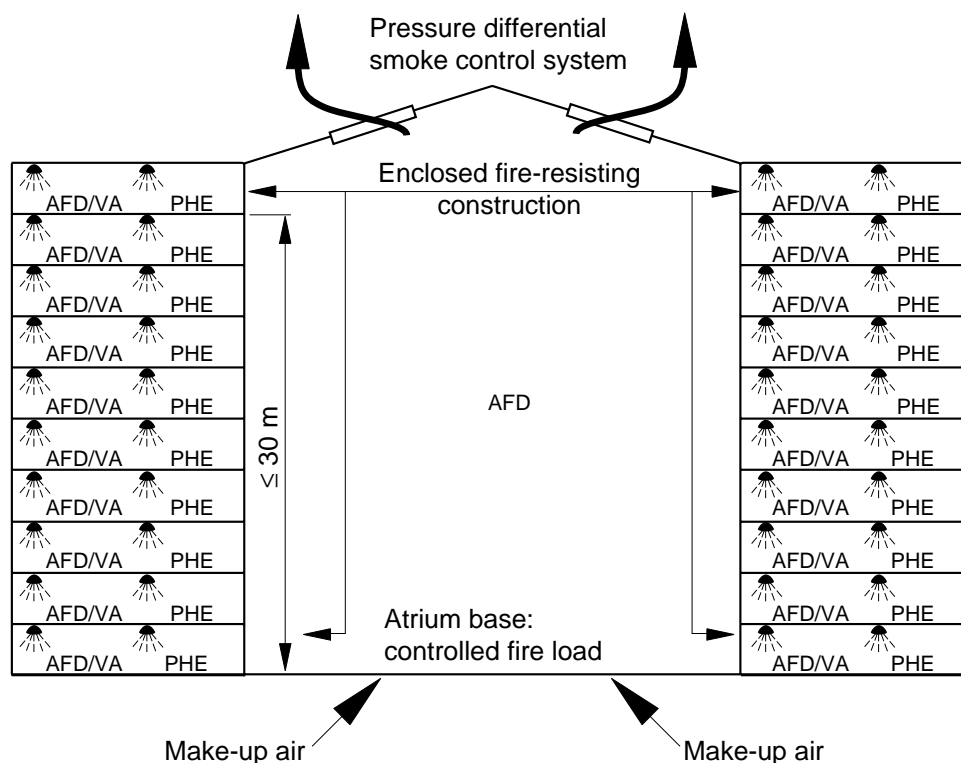 Pressure differential
smoke control system
Enclosed fire-resisting
construction
AFD/VA PHE AFD/VA PHE
AFD/VA PHE AFD/VA PHE
AFD/VA PHE AFD/VA PHE
AFD/VA PHE AFD/VA PHE
AFD/VA PHE AFD AFD/VA PHE
AFD/VA PHE AFD/VA PHE
≤ 30 m
AFD/VA PHE AFD/VA PHE
AFD/VA PHE AFD/VA PHE
AFD/VA PHE AFD/VA PHE
Atrium base:
controlled fire load
AFD/VA PHE AFD/VA PHE
Make-up air Make-up air